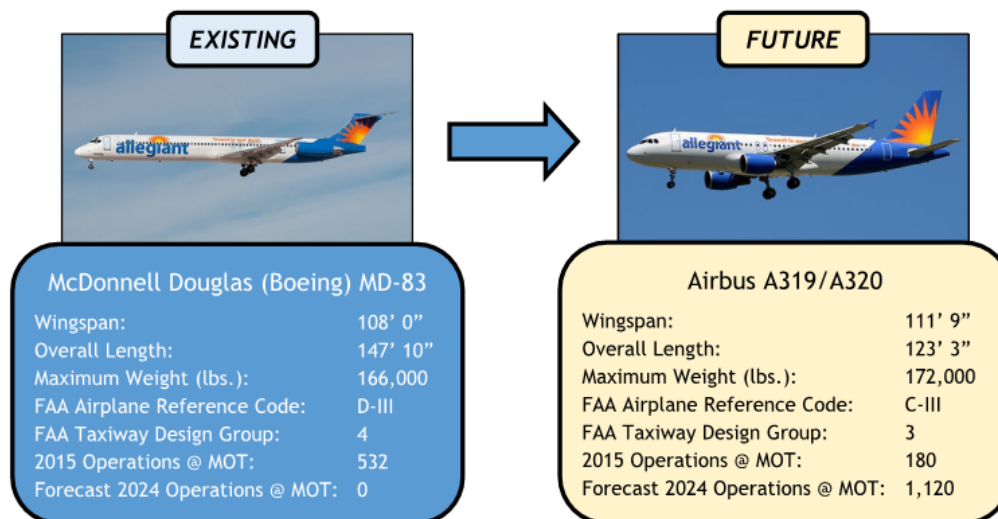 EXISTING
FUTURE
allegiant
allegiant
McDonnell Douglas (Boeing) MD-83
Wingspan: 108' 0”
Overall Length: 147' 10”
Maximum Weight (lbs.): 166,000
FAA Airplane Reference Code: D-III
FAA Taxiway Design Group: 4
2015 Operations @ MOT: 532
Forecast 2024 Operations @ MOT: 0
Airbus A319/A320
Wingspan: 111' 9”
Overall Length: 123' 3”
Maximum Weight (lbs.): 172,000
FAA Airplane Reference Code: C-III
FAA Taxiway Design Group: 3
2015 Operations @ MOT: 180
Forecast 2024 Operations @ MOT: 1,120